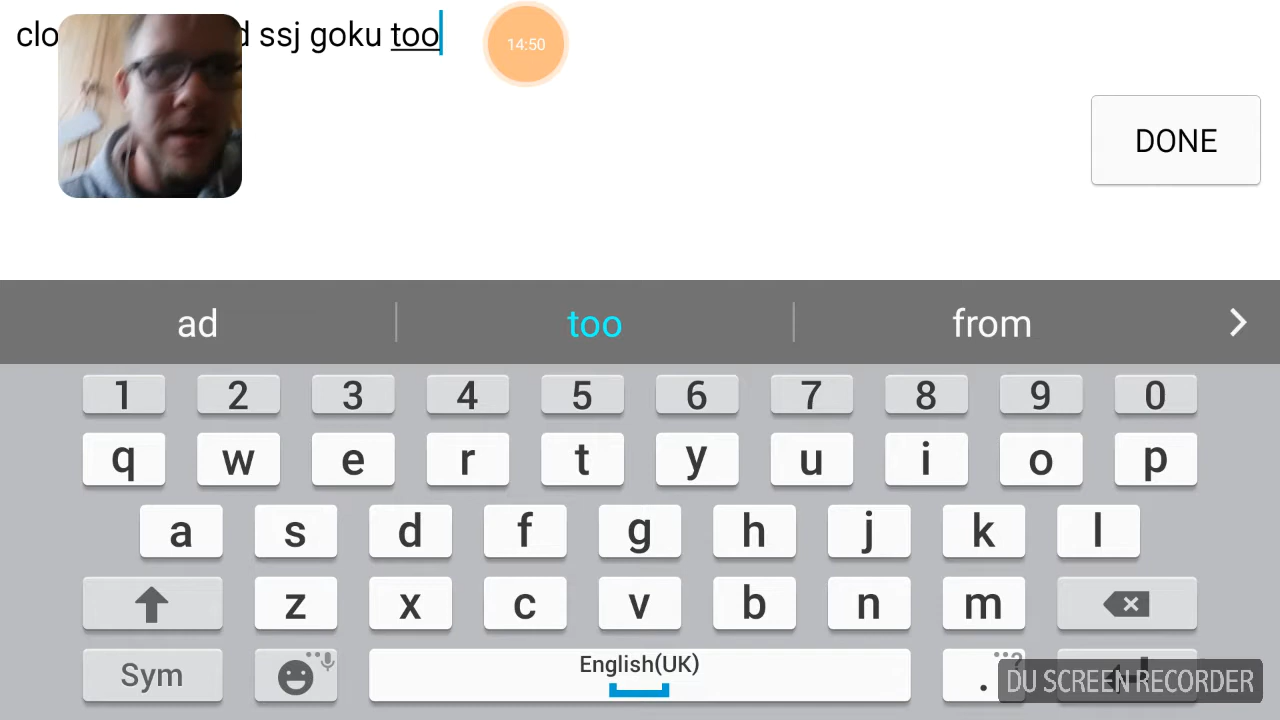 ssj goku too
14:50
DONE
ad too from
1 2 3 4 5 6 7 8 9 0
q w e r t y u i o p
a s d f g h j k l
z x c v b n m
Sym English(UK) . ?
DU SCREEN RECORDER